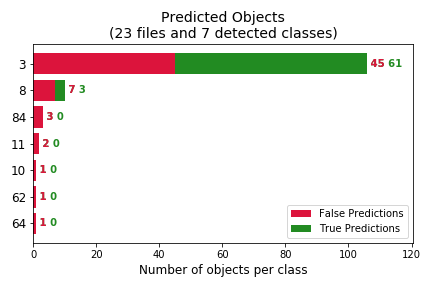 Predicted Objects
(23 files and 7 detected classes)
3 45 61
8 7 3
84 3 0
11 2 0
10 1 0
62 1 0
64 1 0
False Predictions
True Predictions
0 20 40 60 80 100 120
Number of objects per class